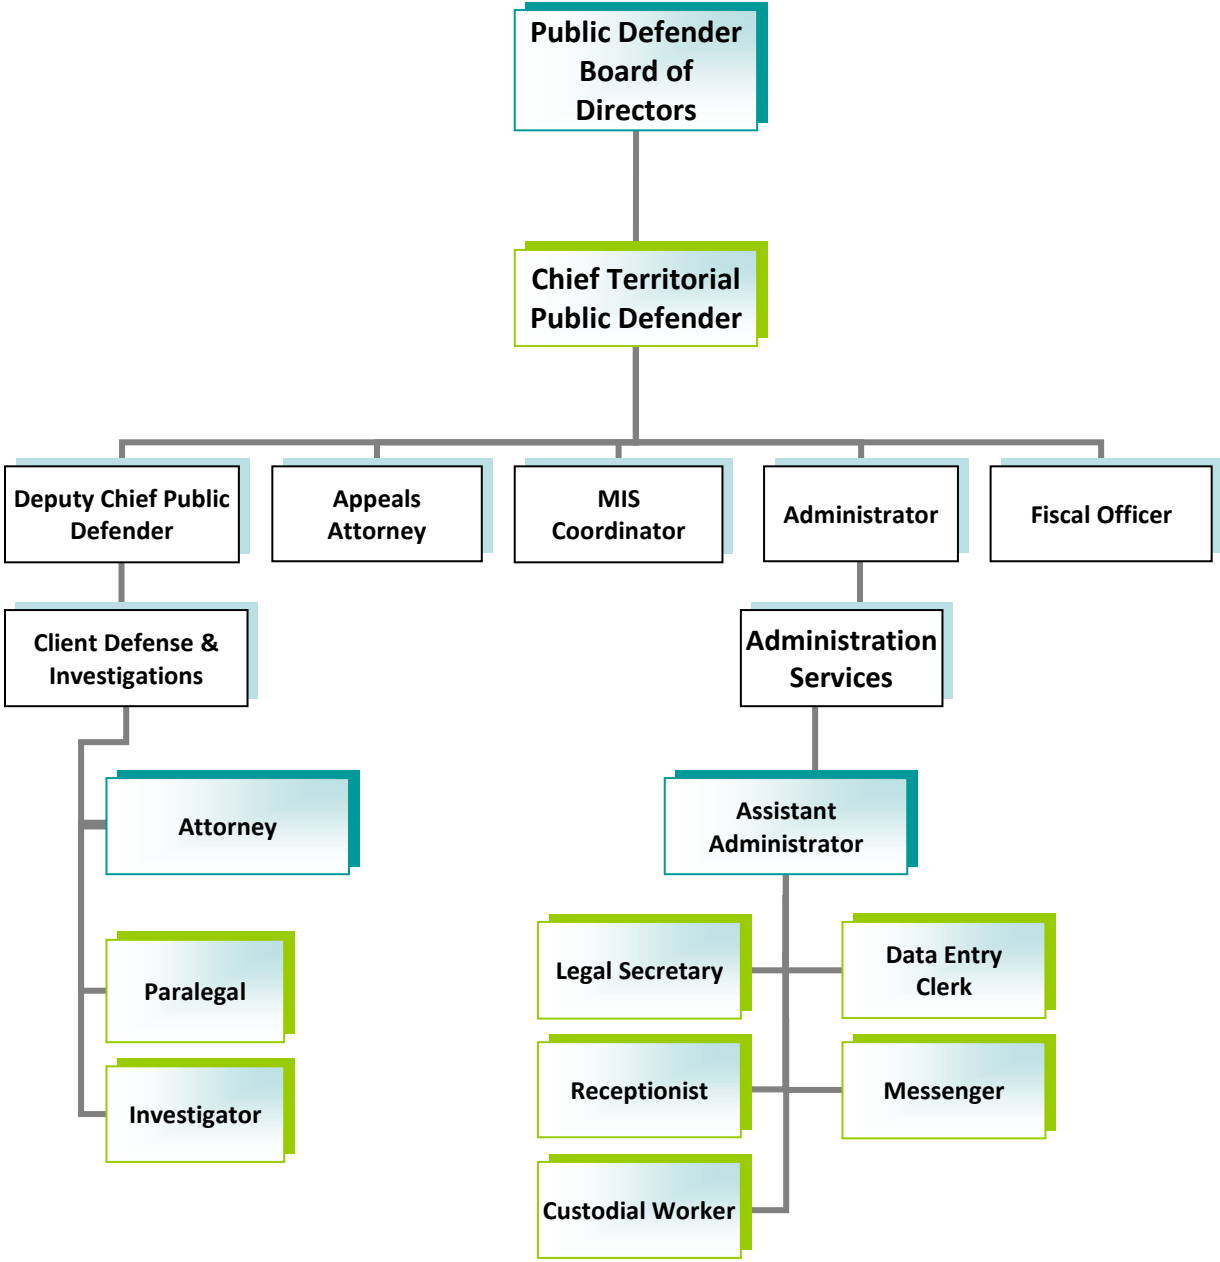 Public Defender
Board of
Directors
Chief Territorial
Public Defender
Deputy Chief Public
Defender
Appeals
Attorney
MIS
Coordinator
Administrator
Fiscal Officer
Client Defense &
Investigations
Administration
Services
Attorney
Assistant
Administrator
Paralegal
Legal Secretary
Data Entry
Clerk
Investigator
Receptionist
Messenger
Custodial Worker